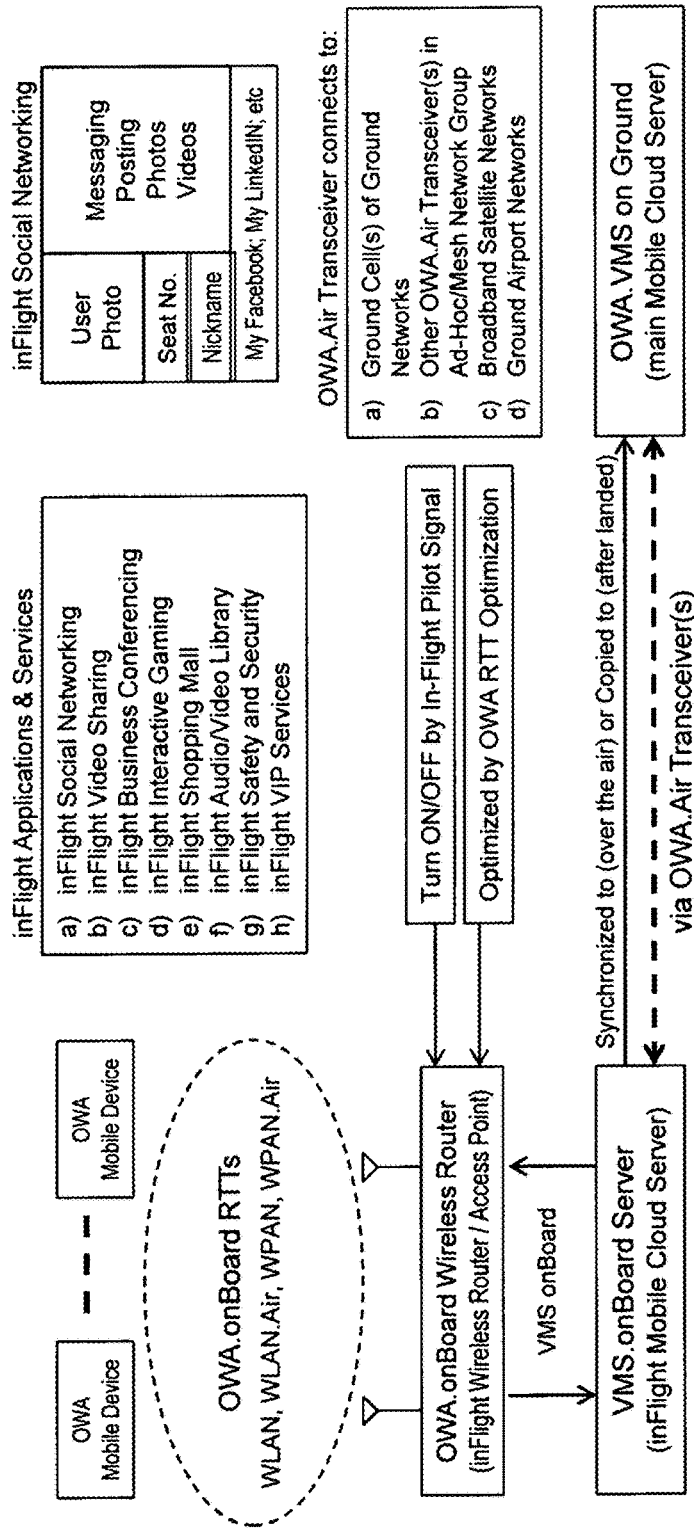 OWA
Mobile Device
OWA
Mobile Device
OWA.onBoard RTTs
WLAN, WLAN.Air, WPAN, WPAN.Air
OWA.onBoard Wireless Router
(inFlight Wireless Router / Access Point)
VMS onBoard
VMS.onBoard Server
(inFlight Mobile Cloud Server)
inFlight Applications & Services
a) inFlight Social Networking
b) inFlight Video Sharing
c) inFlight Business Conferencing
d) inFlight Interactive Gaming
e) inFlight Shopping Mall
f) inFlight Audio/Video Library
g) inFlight Safety and Security
h) inFlight VIP Services
Turn ON/OFF by In-Flight Pilot Signal
Optimized by OWA RTT Optimization
Synchronized to (over the air) or Copied to (after landed)
via OWA.Air Transceiver(s)
inFlight Social Networking
User
Photo
Seat No.
Nickname
Messaging
Posting
Photos
Videos
My Facebook; My LinkedIN; etc
OWA.Air Transceiver connects to:
a) Ground Cell(s) of Ground
Networks
b) Other OWA.Air Transceiver(s) in
Ad-Hoc/Mesh Network Group
c) Broadband Satellite Networks
d) Ground Airport Networks
OWA.VMS on Ground
(main Mobile Cloud Server)